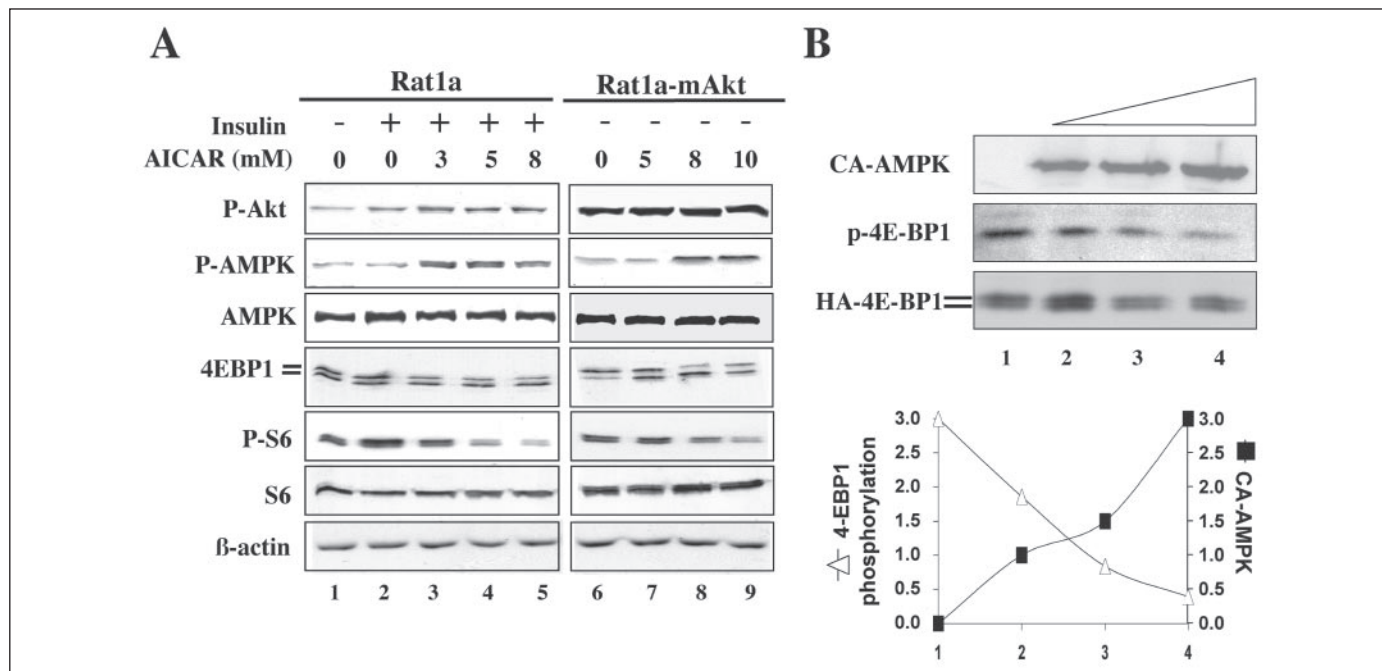 A
Rat1a Rat1a-mAkt
Insulin - + + + + - - - -
AICAR (mM) 0 0 3 5 8 0 5 8 10
P-Akt
P-AMPK
AMPK
4EBP1
P-S6
S6
ß-actin
1 2 3 4 5 6 7 8 9
B
CA-AMPK
p-4E-BP1
HA-4E-BP1
1 2 3 4
4-EBP1
phosphorylation
3.0
2.5
2.0
1.5
1.0
0.5
0.0
3.0
2.5
2.0
1.5
1.0
0.5
0.0
CA-AMPK
1 2 3 4